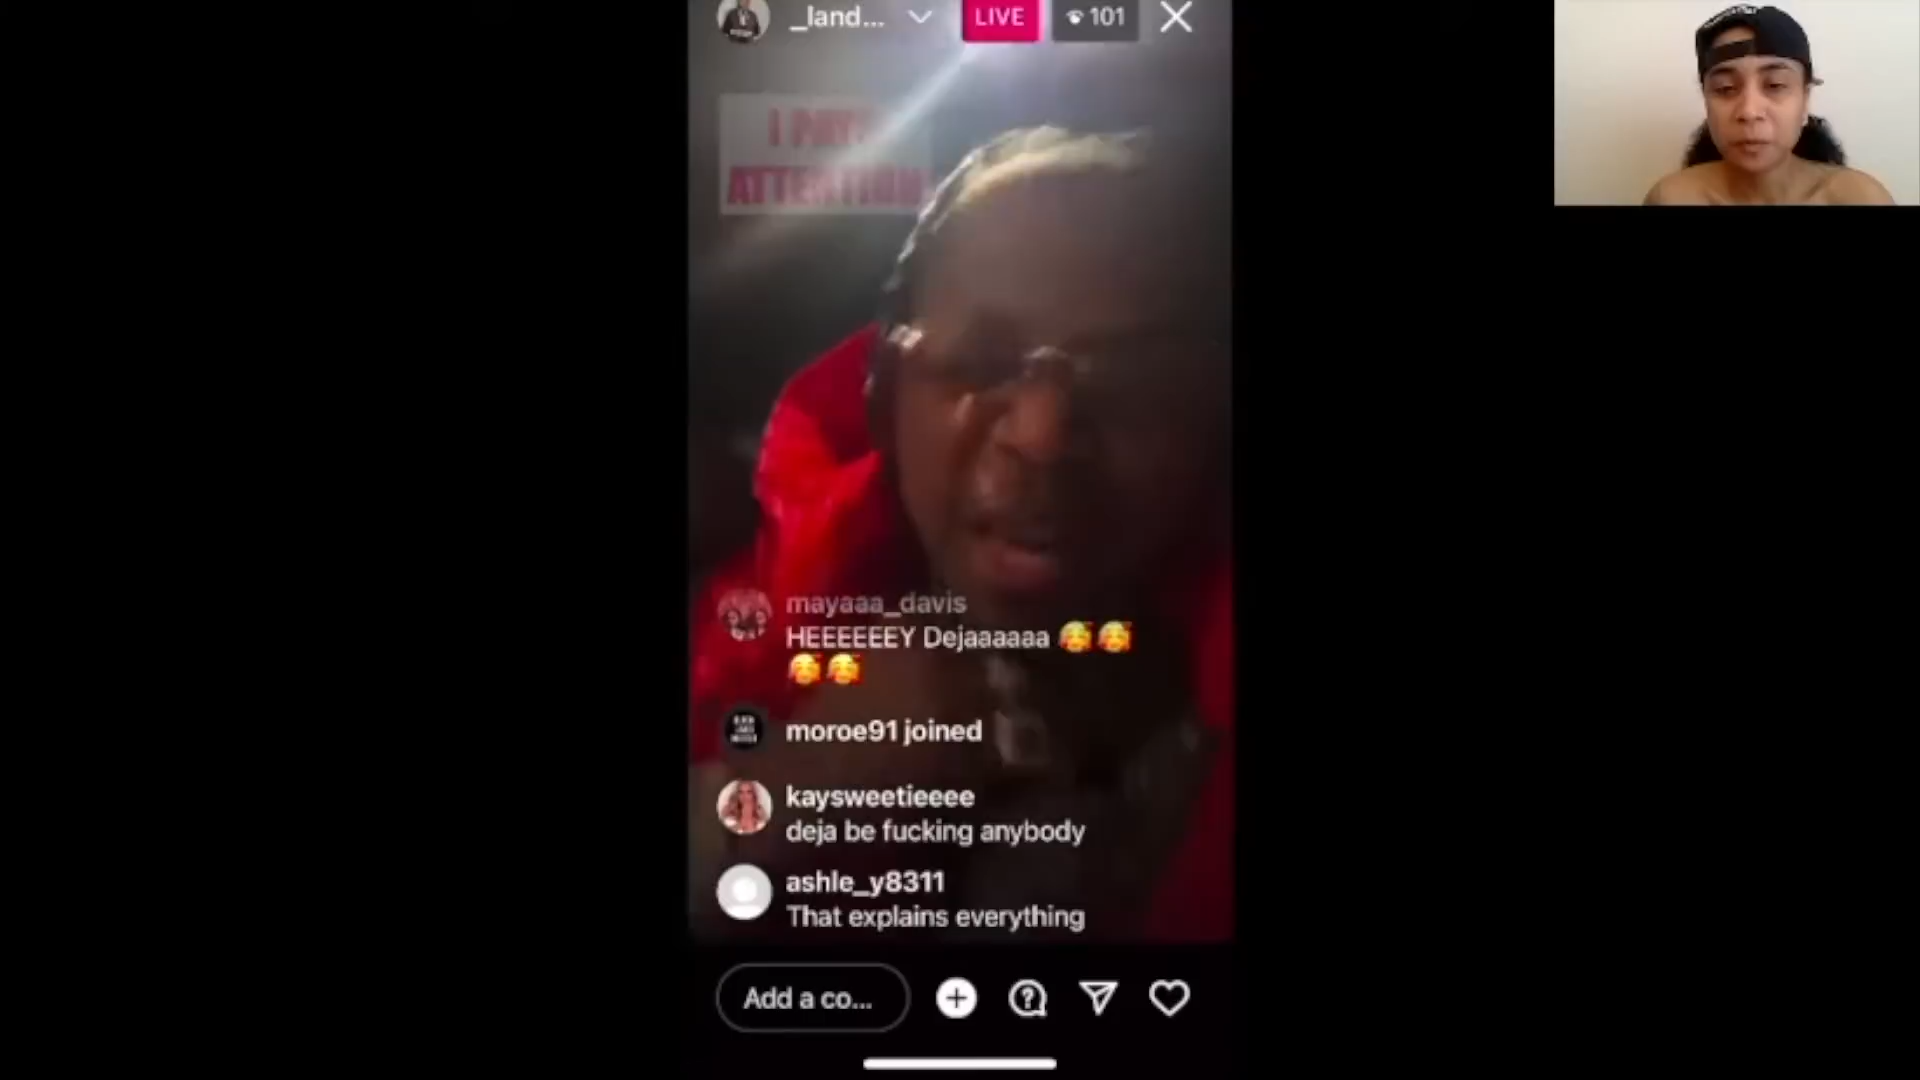 _land...
LIVE
101
I PAY
ATTENTION
mayaaa_davis
HEEEEEEY Dejaaaaaa 🥰🥰
🥰🥰
moroe91 joined
kaysweetieeee
deja be fucking anybody
ashle_y8311
That explains everything
Add a co...